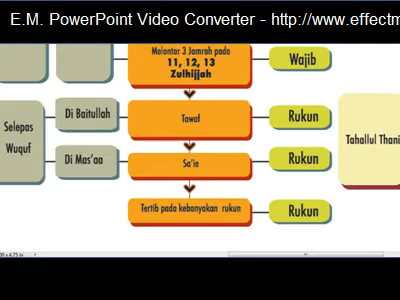 E.M. PowerPoint Video Converter - http://www.effectm
Melontar 3 Jamrah pada
11, 12, 13
Zulhijjah
Wajib
Selepas
Wuquf
Di Baitullah
Tawaf
Rukun
Tahallul Thani
Di Mas'aa
Sa'ie
Rukun
Tertib pada kebanyakan rukun
Rukun